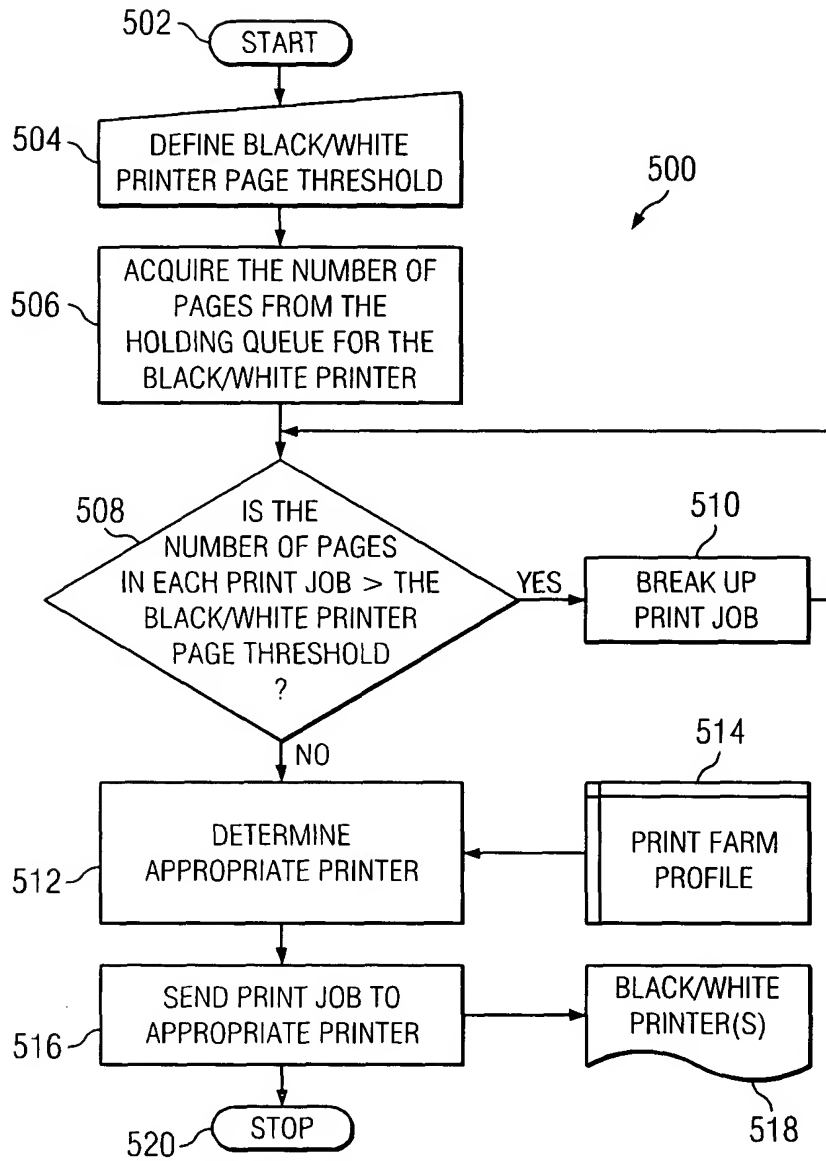 502
START
504
DEFINE BLACK/WHITE
PRINTER PAGE THRESHOLD
500
506
ACQUIRE THE NUMBER OF
PAGES FROM THE
HOLDING QUEUE FOR THE
BLACK/WHITE PRINTER
508
IS THE
NUMBER OF PAGES
IN EACH PRINT JOB > THE
BLACK/WHITE PRINTER
PAGE THRESHOLD
?
YES
510
BREAK UP
PRINT JOB
NO
512
DETERMINE
APPROPRIATE PRINTER
514
PRINT FARM
PROFILE
516
SEND PRINT JOB TO
APPROPRIATE PRINTER
BLACK/WHITE
PRINTER(S)
518
520
STOP